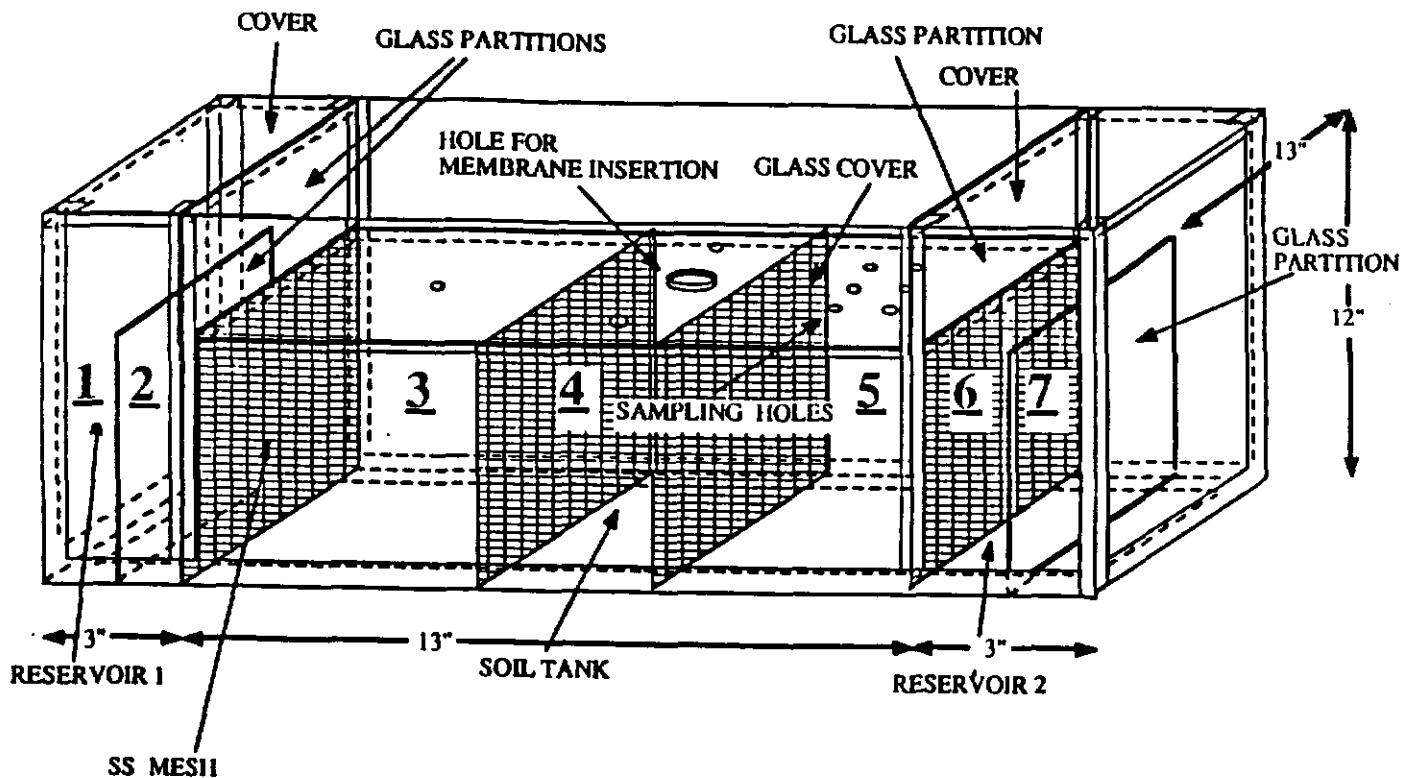 COVER
GLASS PARTITIONS
GLASS PARTITION
COVER
HOLE FOR
MEMBRANE INSERTION
GLASS COVER
13"
GLASS
PARTITION
12"
1
2
3
4
5
6
7
SAMPLING HOLES
3"
13"
3"
RESERVOIR 1
SOIL TANK
RESERVOIR 2
SS MESH